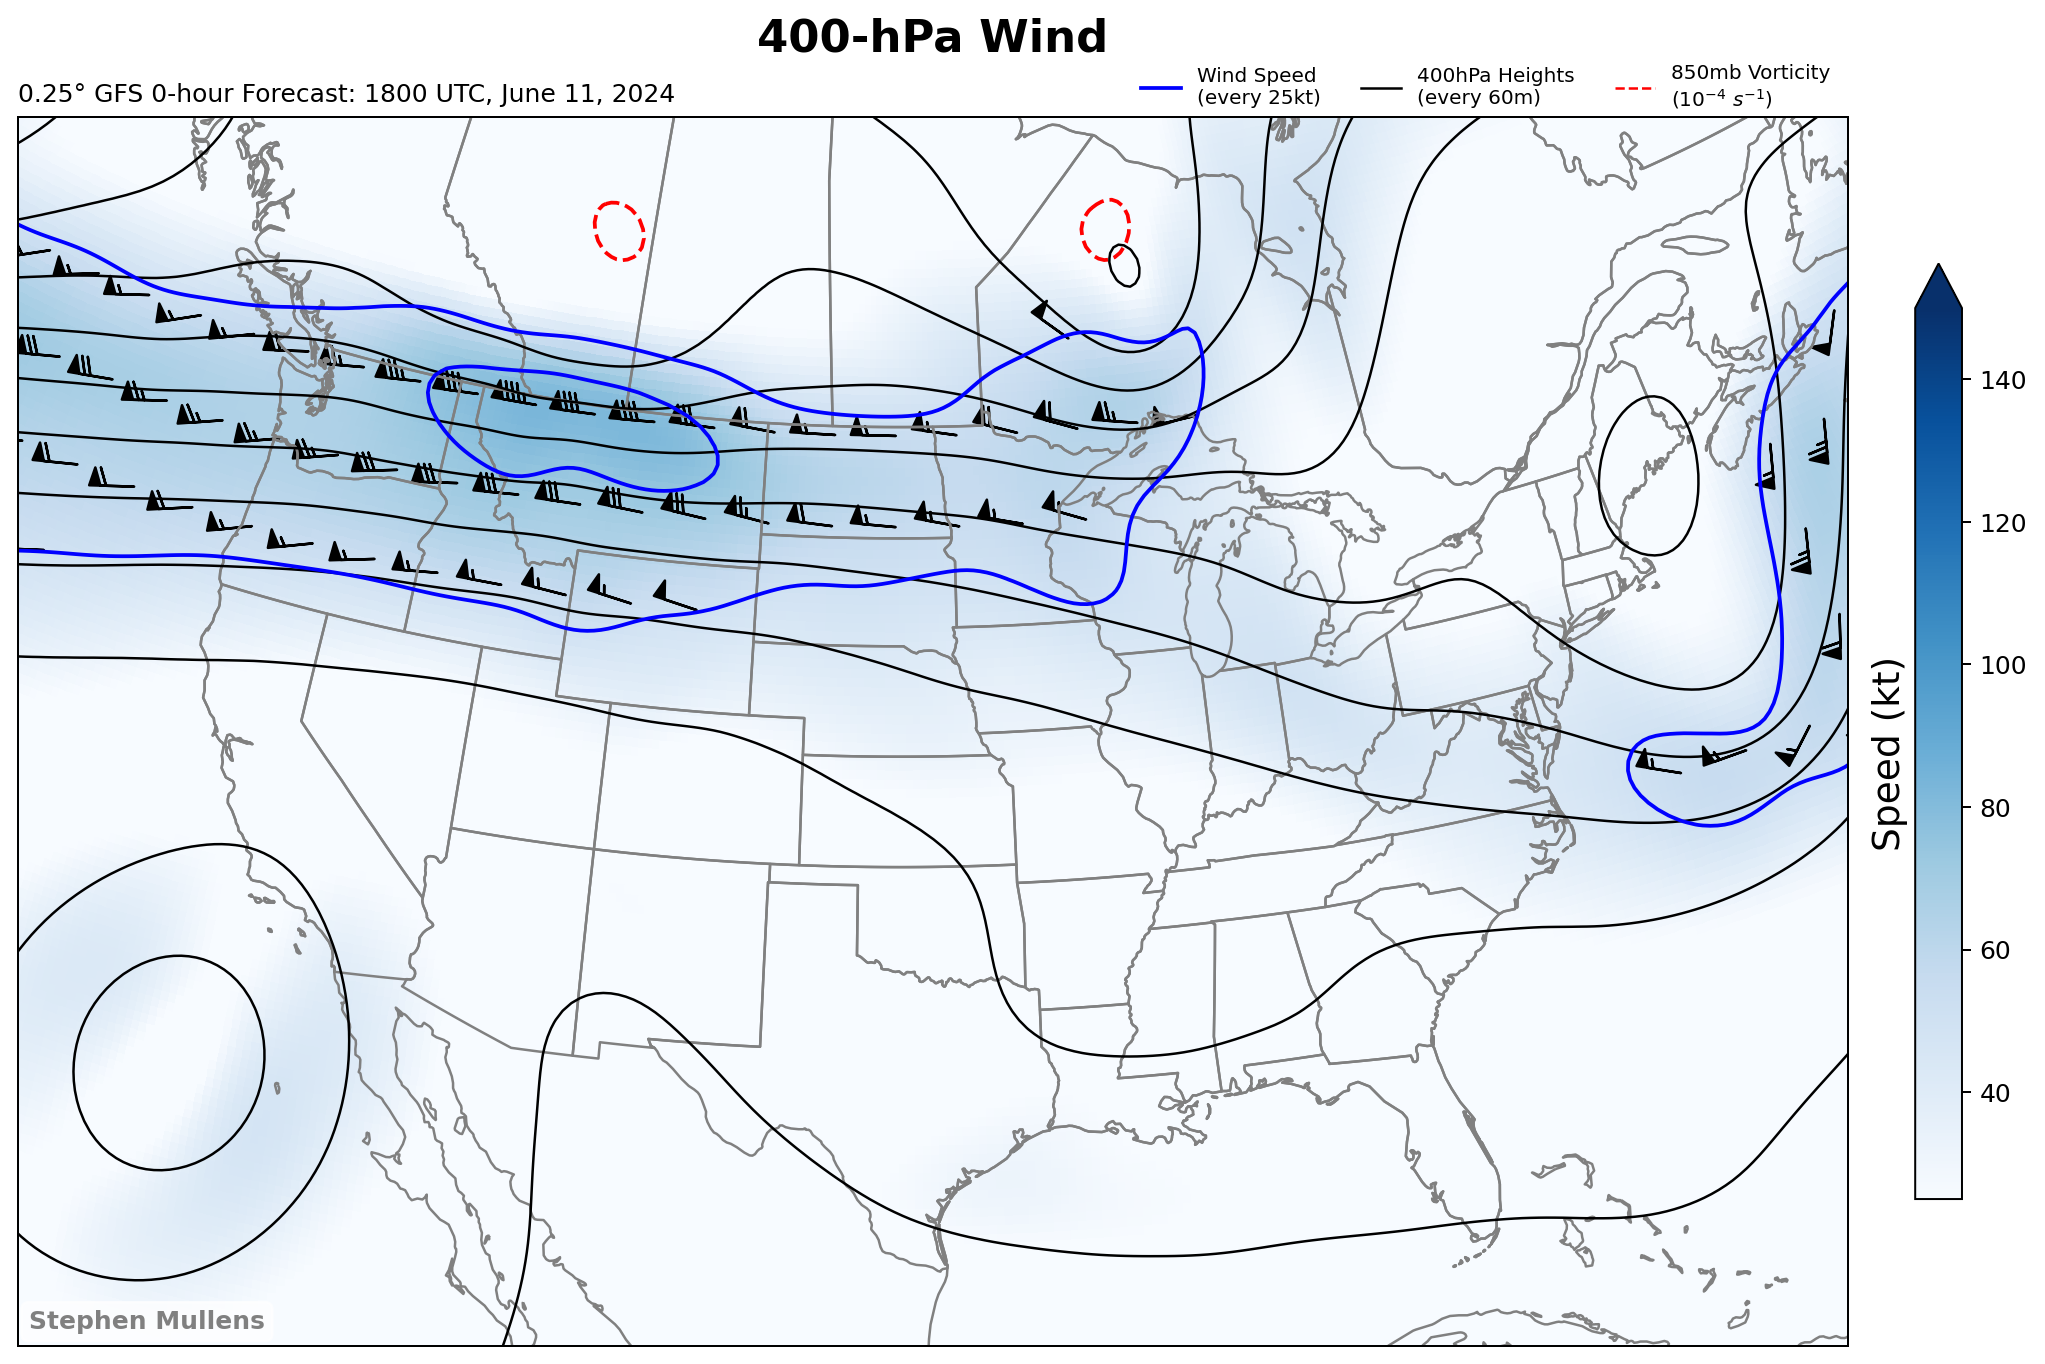 400-hPa Wind
0.25° GFS 0-hour Forecast: 1800 UTC, June 11, 2024
Wind Speed
(every 25kt)
400hPa Heights
(every 60m)
850mb Vorticity
(10⁻⁴ s⁻¹)
140
120
100
80
60
40
Speed (kt)
Stephen Mullens